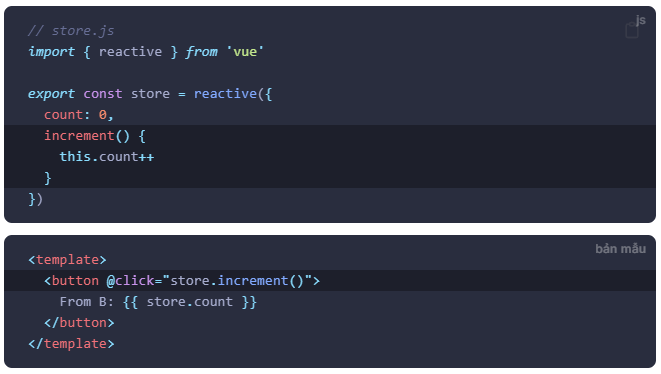 js
// store.js
import { reactive } from 'vue'
export const store = reactive({
count: 0,
increment() {
this.count++
}
})
bản mẫu
<template>
<button @click="store.increment()">
From B: {{ store.count }}
</button>
</template>